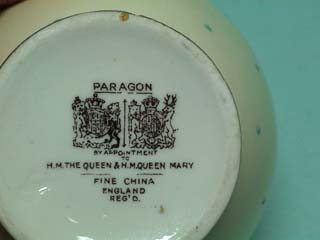 PARAGON
BY APPOINTMENT
TO
H.M. THE QUEEN & H.M. QUEEN MARY
FINE CHINA
ENGLAND
REG'D.